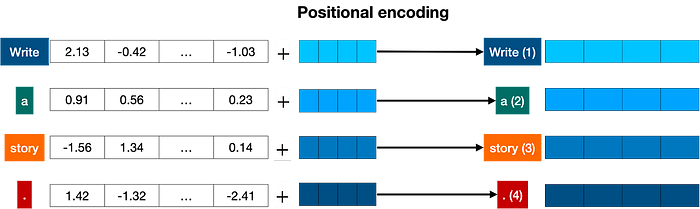 Positional encoding
Write 2.13 -0.42 ... -1.03 + Write (1)
a 0.91 0.56 ... 0.23 + a (2)
story -1.56 1.34 ... 0.14 + story (3)
. 1.42 -1.32 ... -2.41 + . (4)